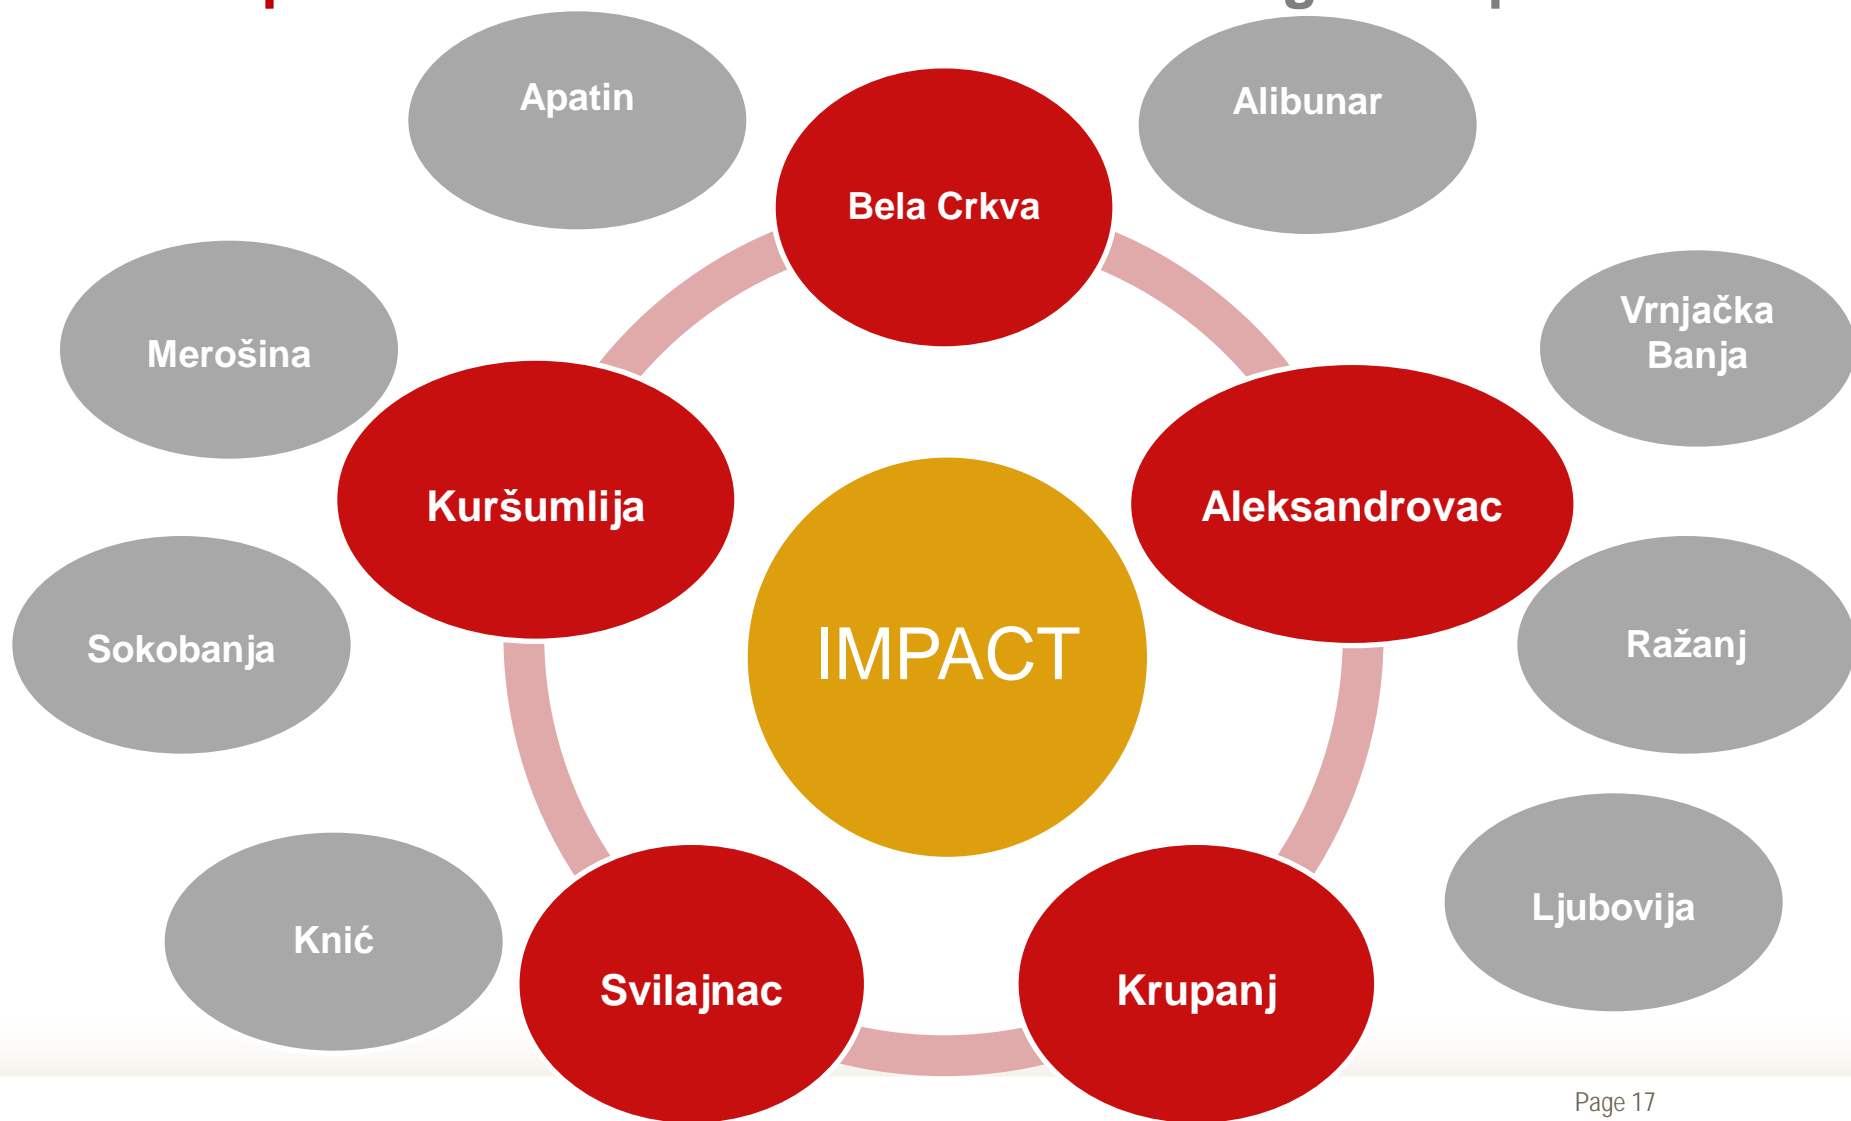 Apatin
Alibunar
Bela Crkva
Vrnjačka
Banja
Merošina
Kuršumlija
Aleksandrovac
IMPACT
Sokobanja
Ražanj
Knić
Ljubovija
Svilajnac
Krupanj
Page 17